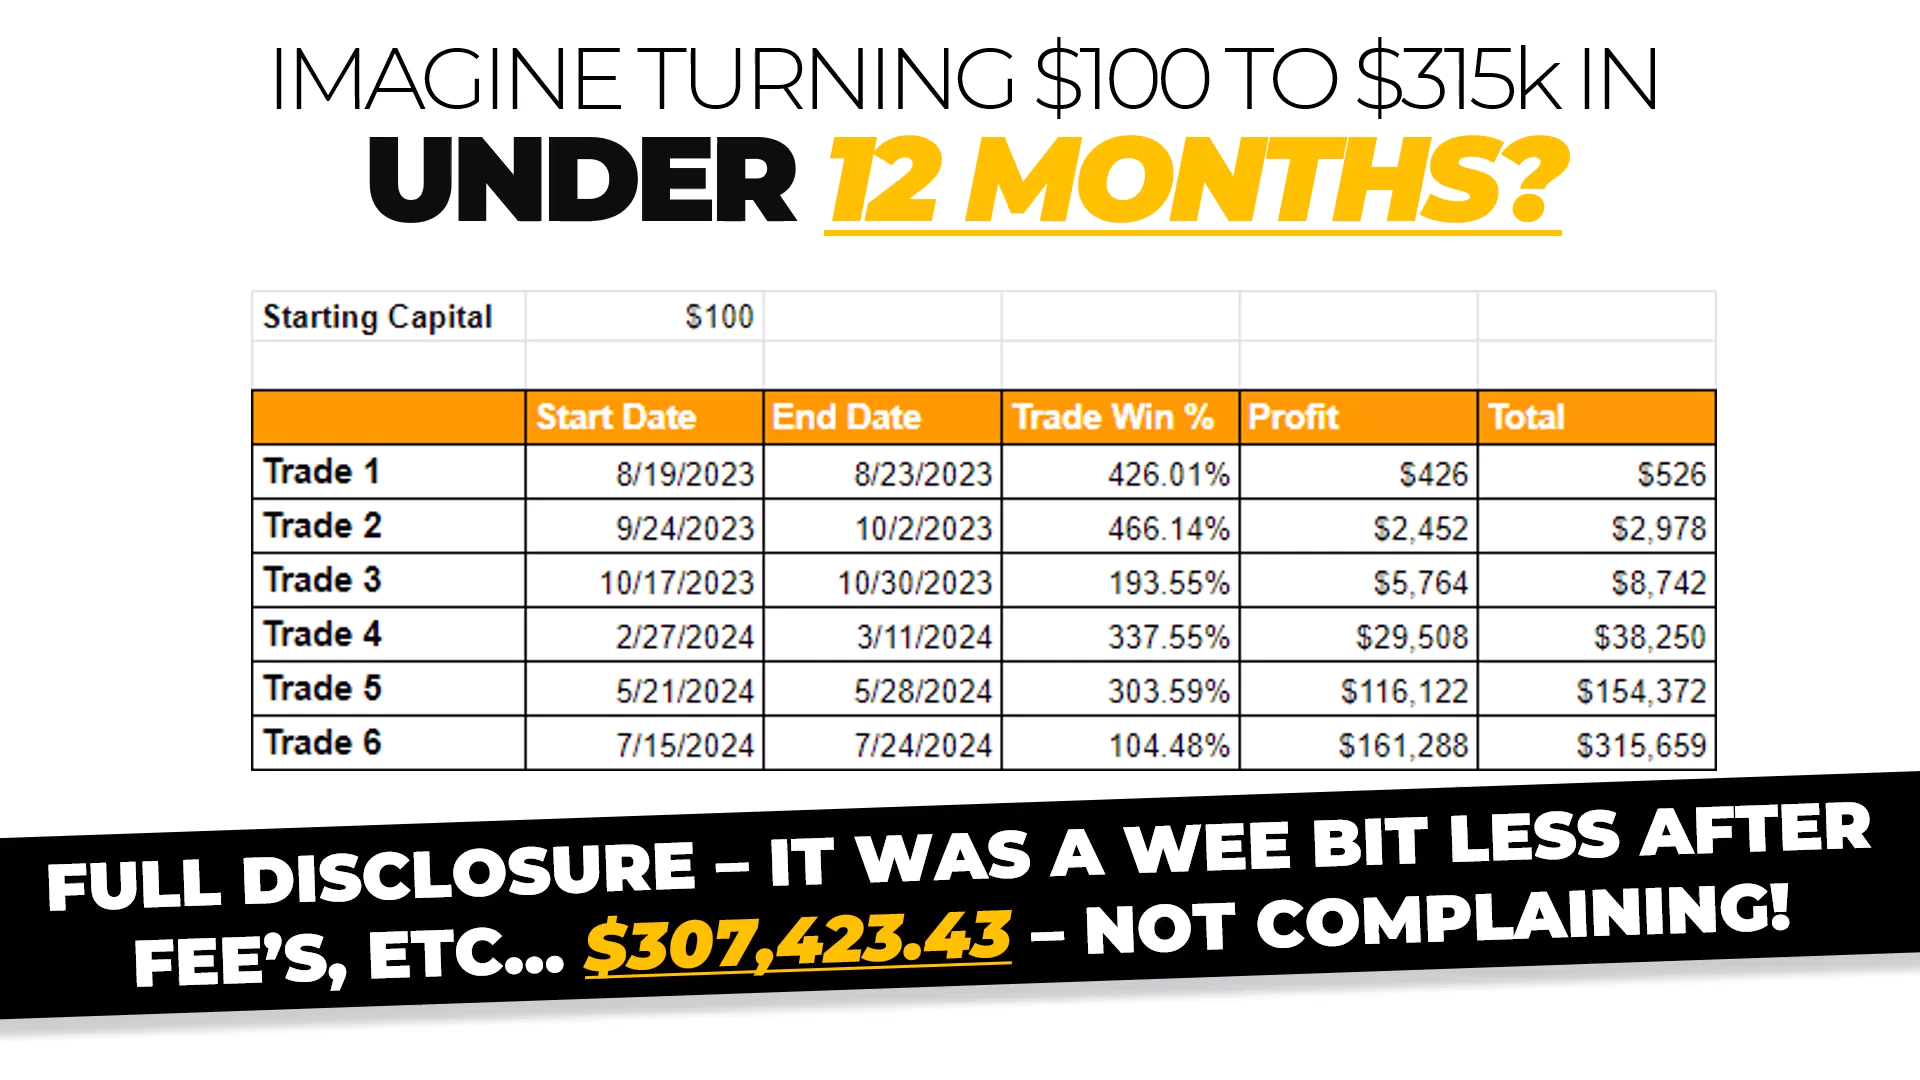 IMAGINE TURNING $100 TO $315k IN
UNDER 12 MONTHS?
Starting Capital $100
Start Date End Date Trade Win % Profit Total
Trade 1 8/19/2023 8/23/2023 426.01% $426 $526
Trade 2 9/24/2023 10/2/2023 466.14% $2,452 $2,978
Trade 3 10/17/2023 10/30/2023 193.55% $5,764 $8,742
Trade 4 2/27/2024 3/11/2024 337.55% $29,508 $38,250
Trade 5 5/21/2024 5/28/2024 303.59% $116,122 $154,372
Trade 6 7/15/2024 7/24/2024 104.48% $161,288 $315,659
FULL DISCLOSURE – IT WAS A WEE BIT LESS AFTER
FEE’S, ETC... $307,423.43 – NOT COMPLAINING!